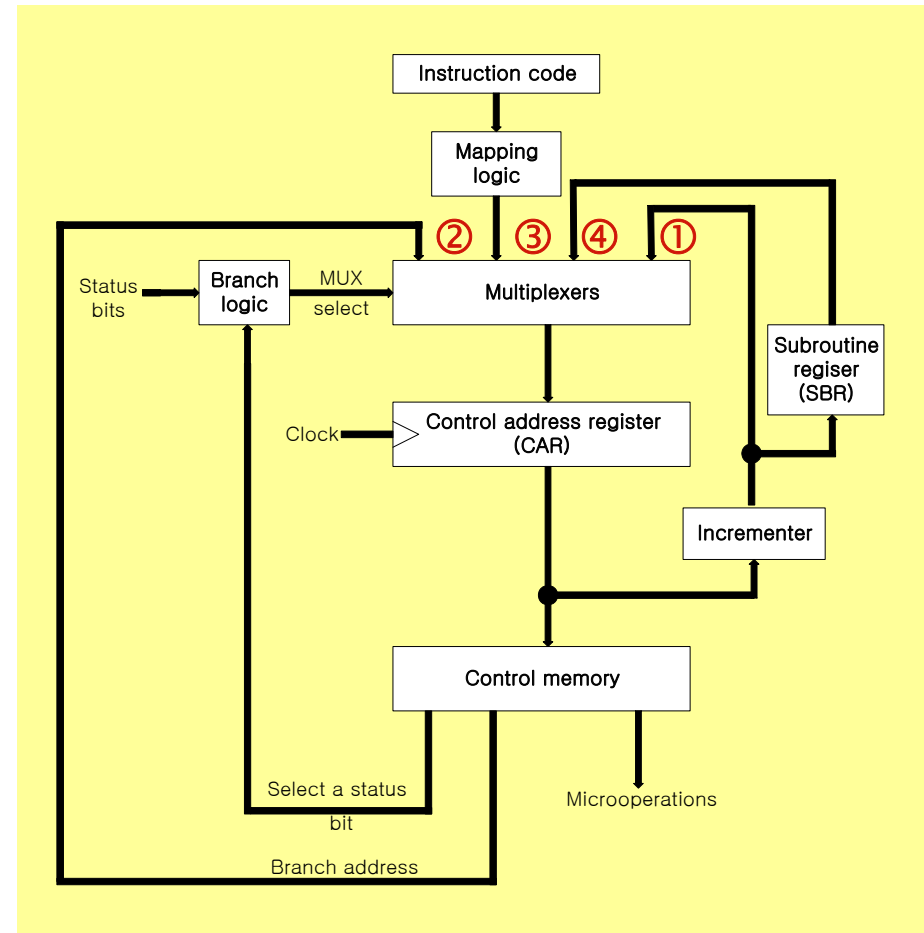 Instruction code
Mapping
logic
② ③ ④ ①
Status
bits
Branch
logic
MUX
select
Multiplexers
Subroutine
regiser
(SBR)
Clock
Control address register
(CAR)
Incrementer
Control memory
Select a status
bit
Microoperations
Branch address